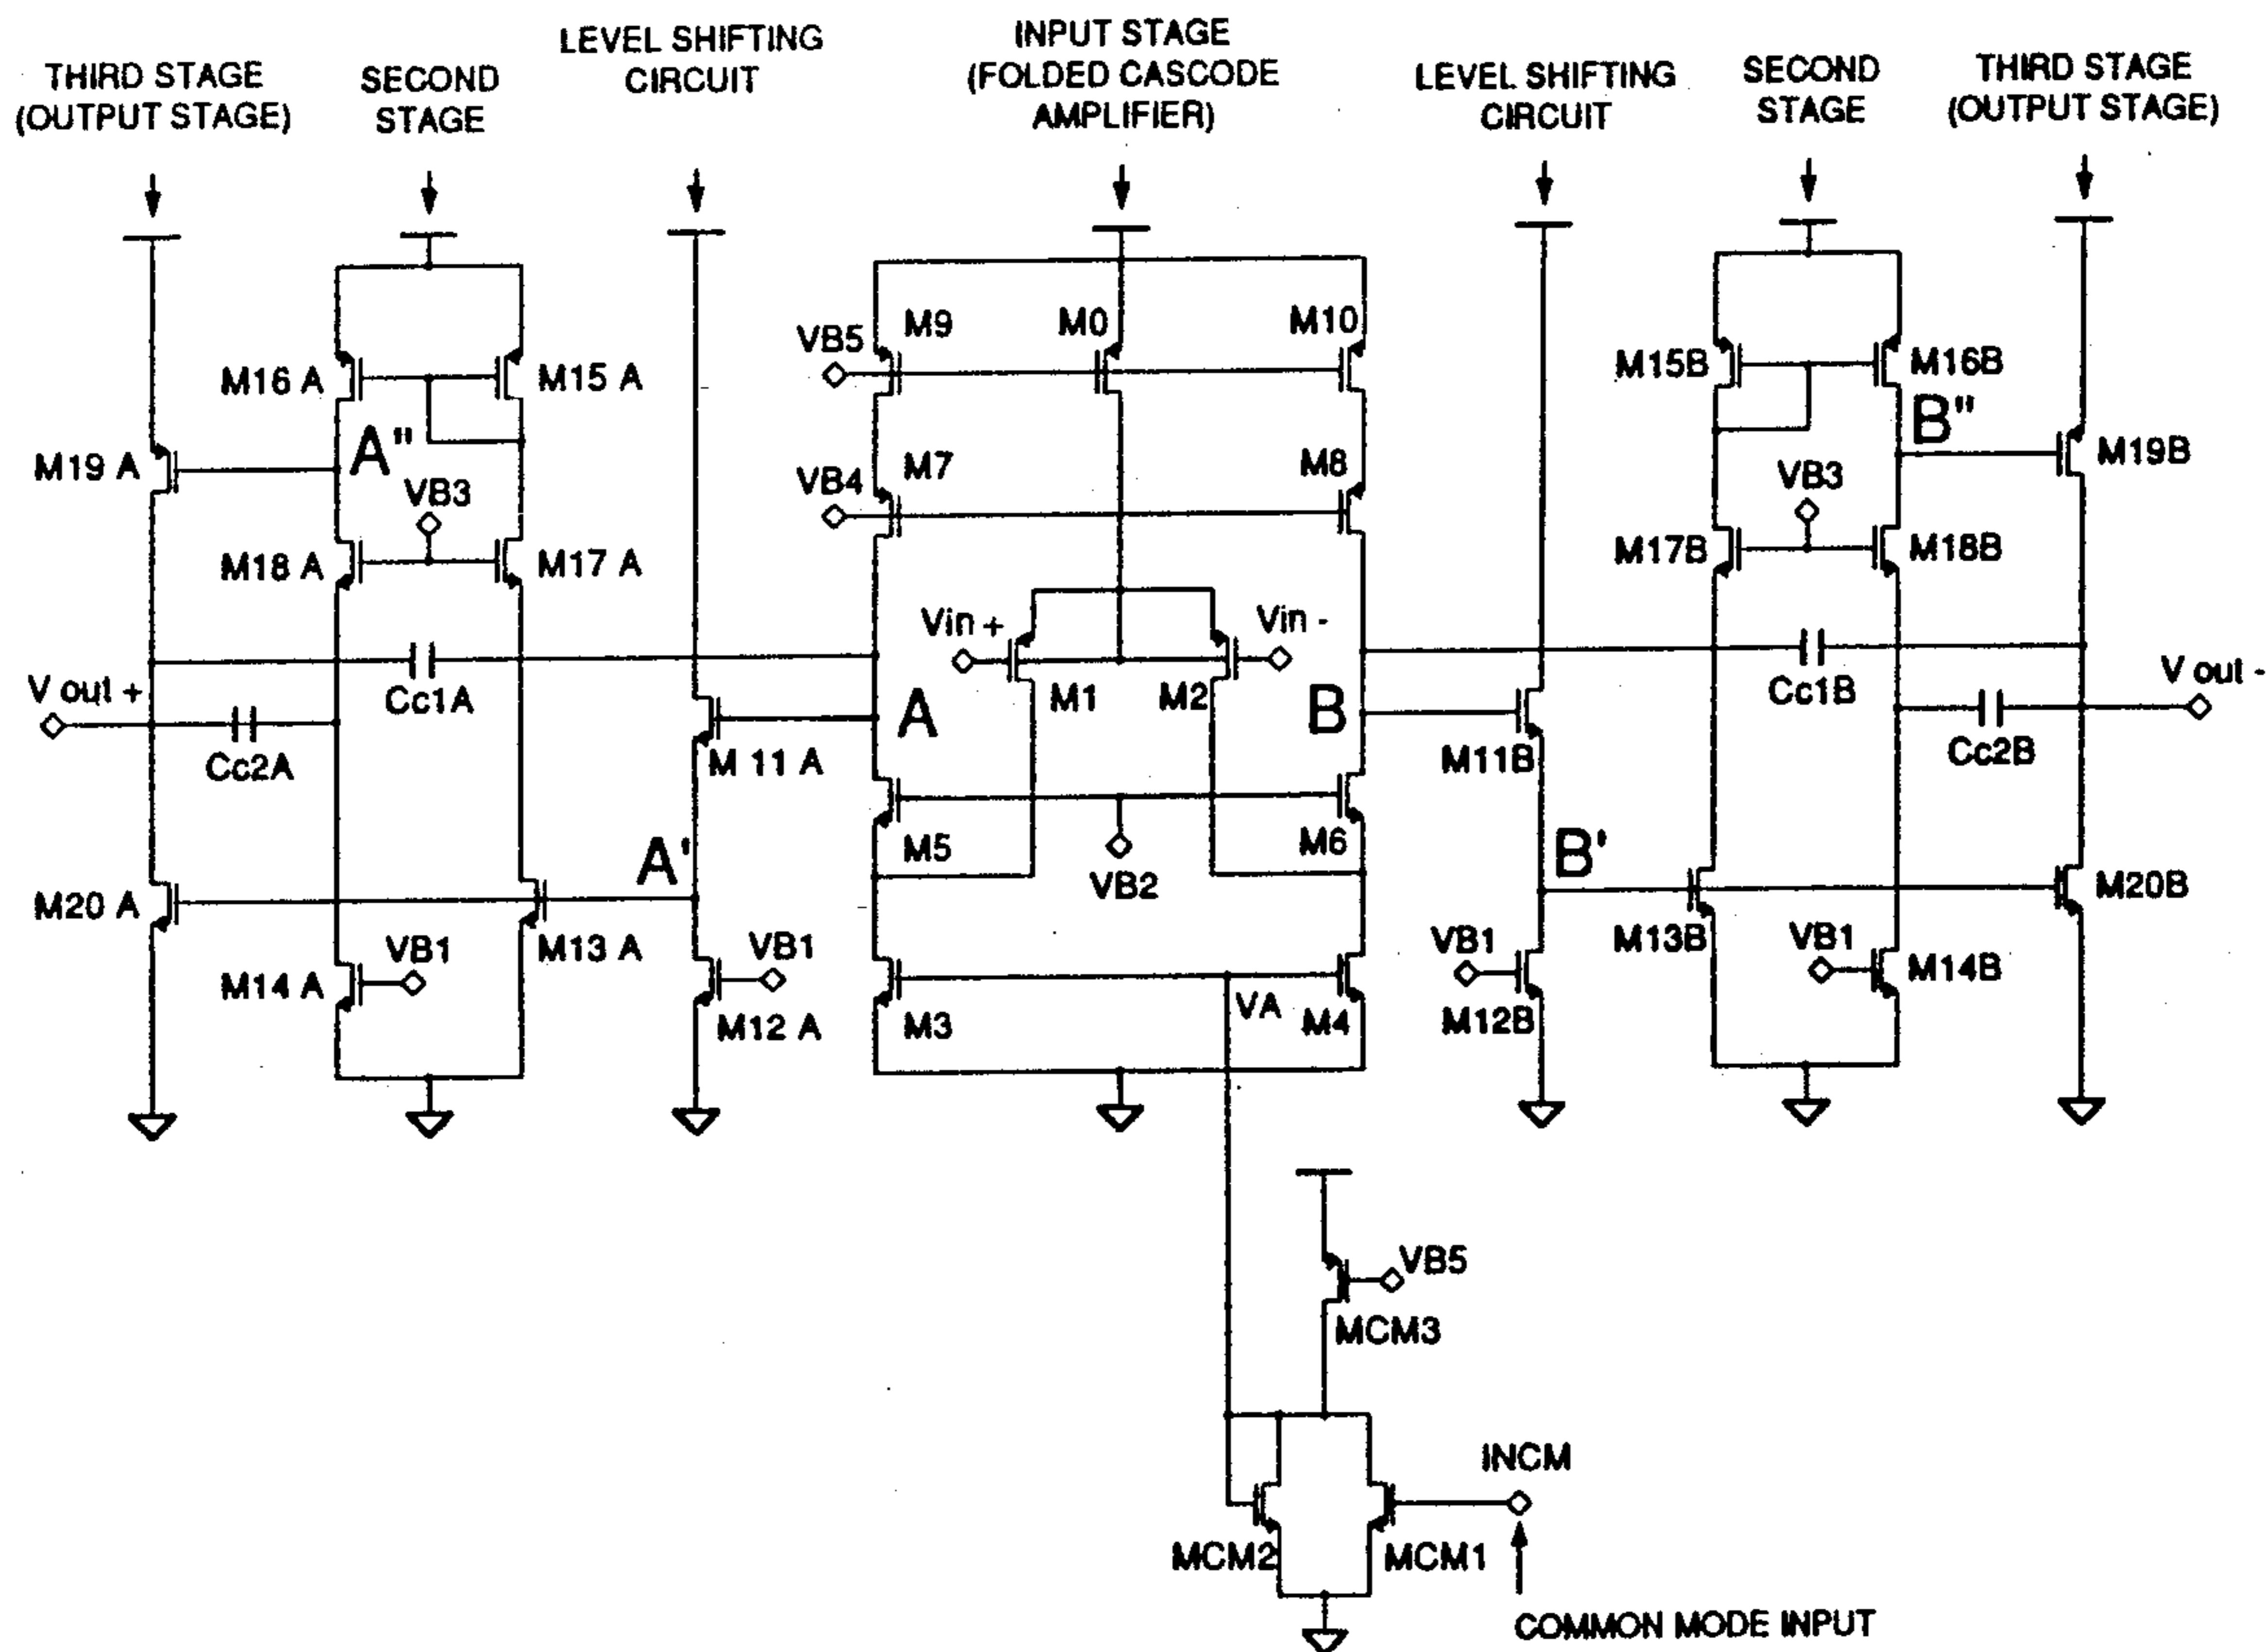 THIRD STAGE
(OUTPUT STAGE)
SECOND
STAGE
LEVEL SHIFTING
CIRCUIT
INPUT STAGE
(FOLDED CASCODE
AMPLIFIER)
LEVEL SHIFTING
CIRCUIT
SECOND
STAGE
THIRD STAGE
(OUTPUT STAGE)
M16 A
M15 A
VB5
M9
M0
M10
M15B
M16B
M19 A
A"
VB3
VB4
M7
M8
VB3
B"
M19B
M18 A
M17 A
M17B
M18B
Vin +
Vin -
V out +
Cc1A
Cc2A
M 11 A
A
M1
M2
B
M11B
Cc1B
Cc2B
V out -
A'
M5
VB2
M6
B'
M20 A
M13 A
M14 A
VB1
VB1
M12 A
M3
VA
M4
VB1
M12B
M13B
VB1
M14B
M20B
VB5
MCM3
MCM2
MCM1
INCM
COMMON MODE INPUT